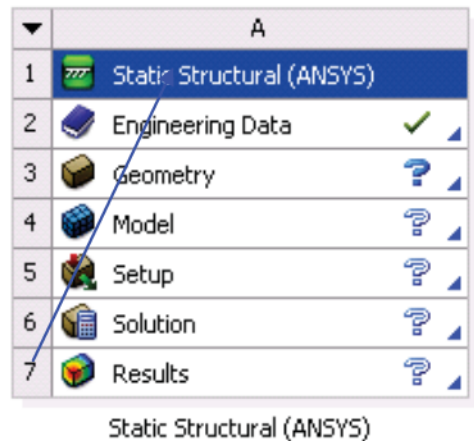 A
1 Static Structural (ANSYS)
2 Engineering Data
3 Geometry
4 Model
5 Setup
6 Solution
7 Results
Static Structural (ANSYS)